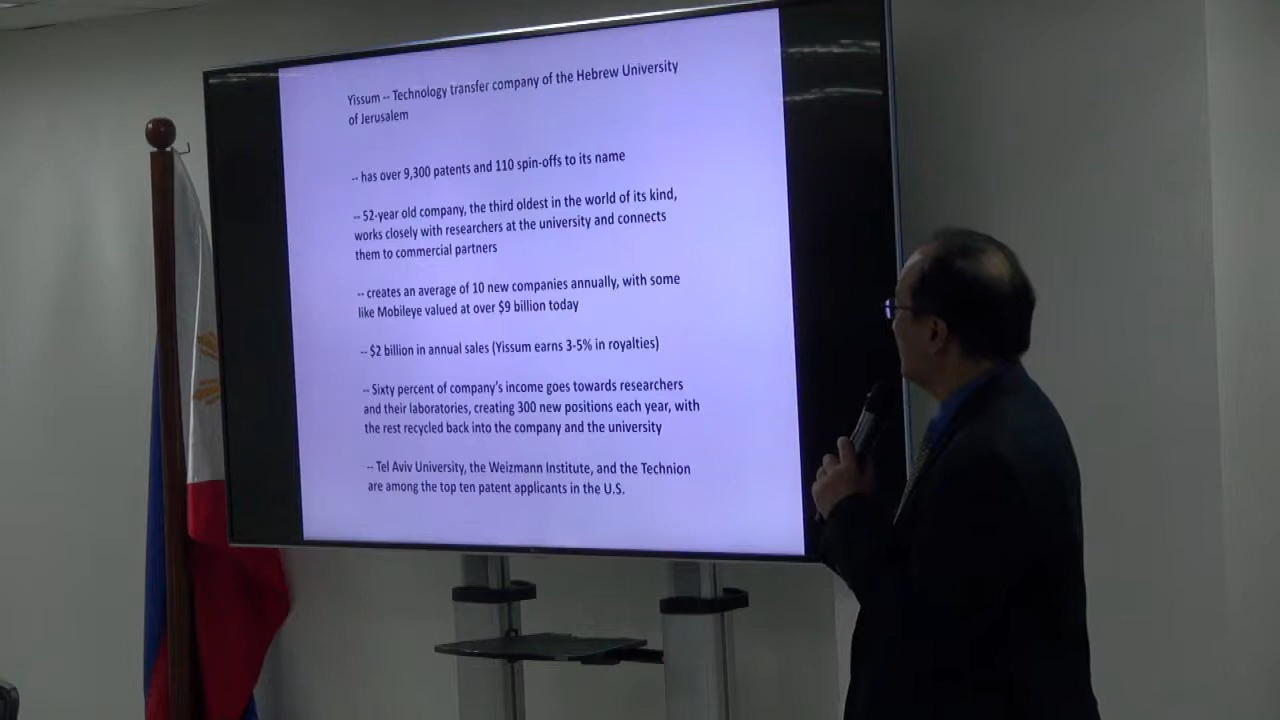 Yissum -- Technology transfer company of the Hebrew University
of Jerusalem
-- has over 9,300 patents and 110 spin-offs to its name
-- 52-year old company, the third oldest in the world of its kind,
works closely with researchers at the university and connects
them to commercial partners
-- creates an average of 10 new companies annually, with some
like Mobileye valued at over $9 billion today
-- $2 billion in annual sales (Yissum earns 3-5% in royalties)
-- Sixty percent of company's income goes towards researchers
and their laboratories, creating 300 new positions each year, with
the rest recycled back into the company and the university
-- Tel Aviv University, the Weizmann Institute, and the Technion
are among the top ten patent applicants in the U.S.